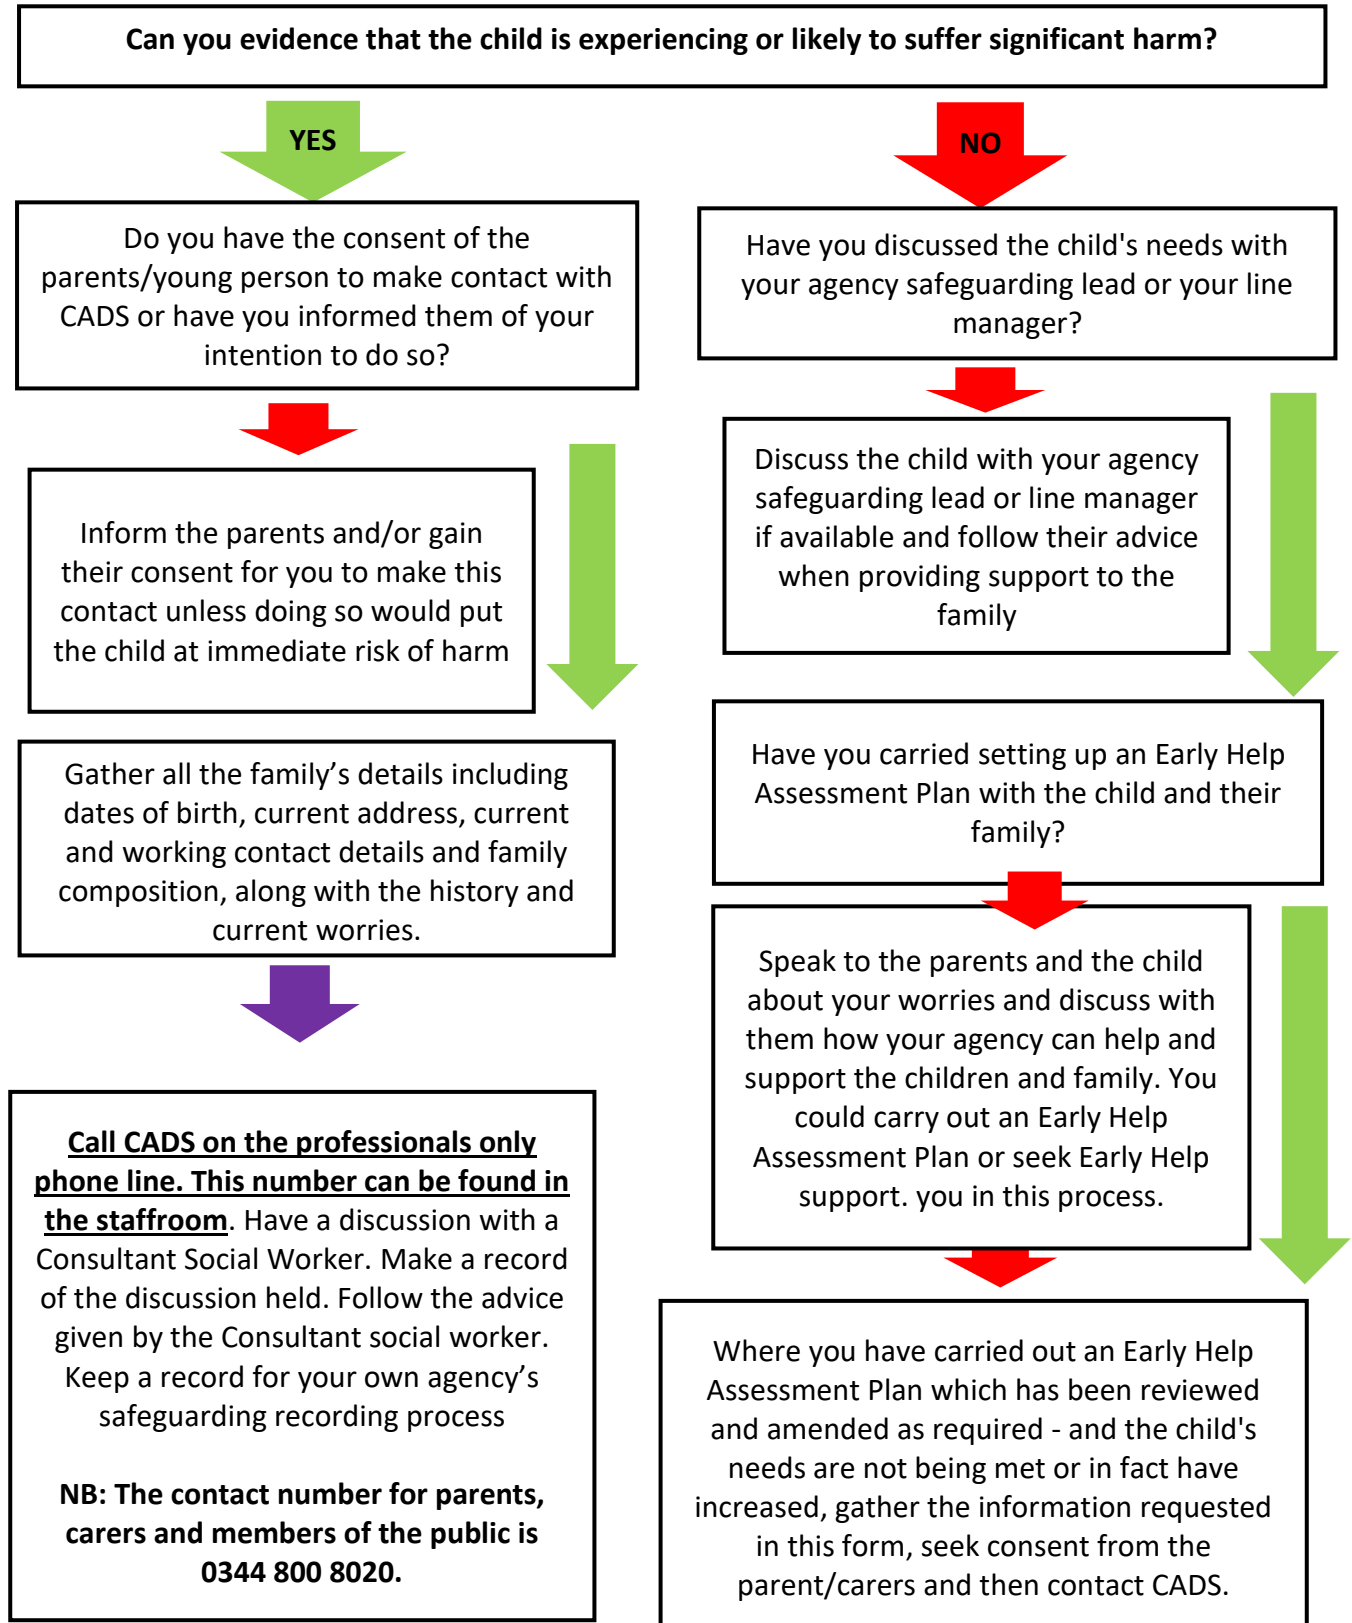 Can you evidence that the child is experiencing or likely to suffer significant harm?
YES
NO
Do you have the consent of the
parents/young person to make contact with
CADS or have you informed them of your
intention to do so?
Have you discussed the child's needs with
your agency safeguarding lead or your line
manager?
Inform the parents and/or gain
their consent for you to make this
contact unless doing so would put
the child at immediate risk of harm
Discuss the child with your agency
safeguarding lead or line manager
if available and follow their advice
when providing support to the
family
Gather all the family’s details including
dates of birth, current address, current
and working contact details and family
composition, along with the history and
current worries.
Have you carried setting up an Early Help
Assessment Plan with the child and their
family?
Speak to the parents and the child
about your worries and discuss with
them how your agency can help and
support the children and family. You
could carry out an Early Help
Assessment Plan or seek Early Help
support. you in this process.
Call CADS on the professionals only
phone line. This number can be found in
the staffroom. Have a discussion with a
Consultant Social Worker. Make a record
of the discussion held. Follow the advice
given by the Consultant social worker.
Keep a record for your own agency’s
safeguarding recording process
NB: The contact number for parents,
carers and members of the public is
0344 800 8020.
Where you have carried out an Early Help
Assessment Plan which has been reviewed
and amended as required - and the child's
needs are not being met or in fact have
increased, gather the information requested
in this form, seek consent from the
parent/carers and then contact CADS.